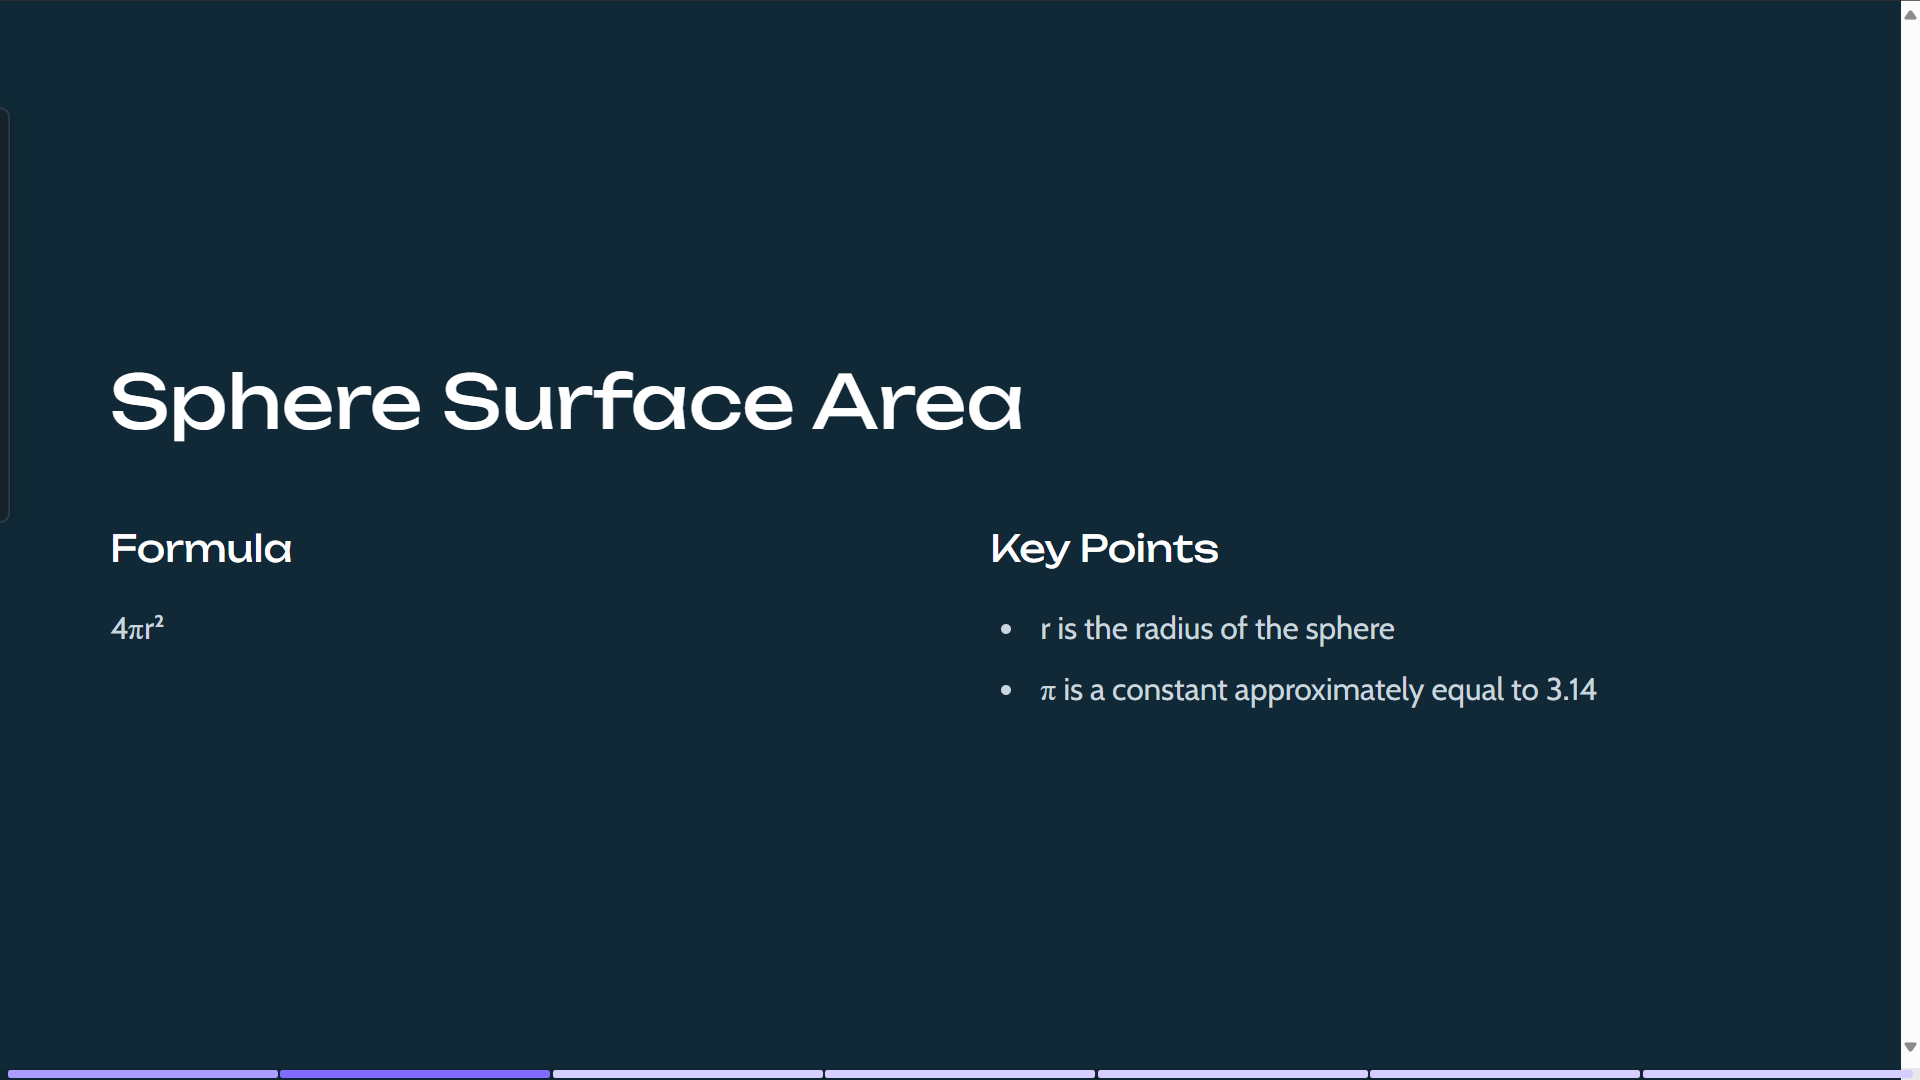 Sphere Surface Area
Formula
4πr²
Key Points
• r is the radius of the sphere
• π is a constant approximately equal to 3.14